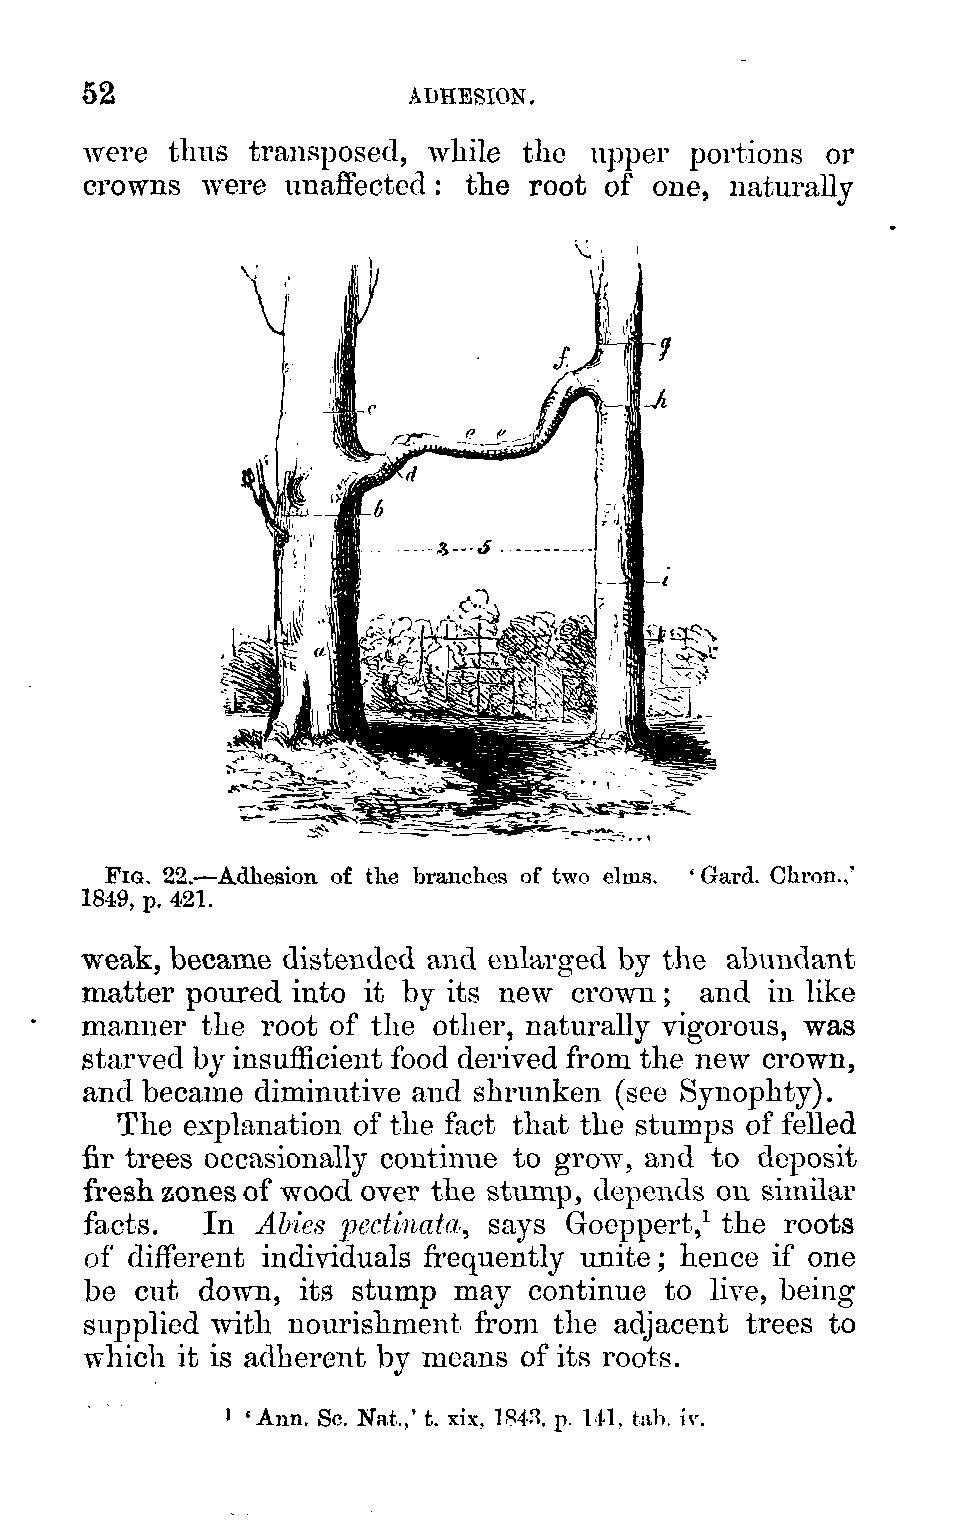 52 ADHESION.
were thus transposed, while the upper portions or
crowns were unaffected: the root of one, naturally
g
f.
h
c
e e
d
b
3---5
i
a
FIG. 22.—Adhesion of the branches of two elms. ‘Gard. Chron.,’
1849, p. 421.
weak, became distended and enlarged by the abundant
matter poured into it by its new crown; and in like
manner the root of the other, naturally vigorous, was
starved by insufficient food derived from the new crown,
and became diminutive and shrunken (see Synophty).
The explanation of the fact that the stumps of felled
fir trees occasionally continue to grow, and to deposit
fresh zones of wood over the stump, depends on similar
facts. In Abies pectinata, says Goeppert,¹ the roots
of different individuals frequently unite; hence if one
be cut down, its stump may continue to live, being
supplied with nourishment from the adjacent trees to
which it is adherent by means of its roots.
¹ ‘Ann. Sc. Nat.,’ t. xix, 1843, p. 141, tab. iv.